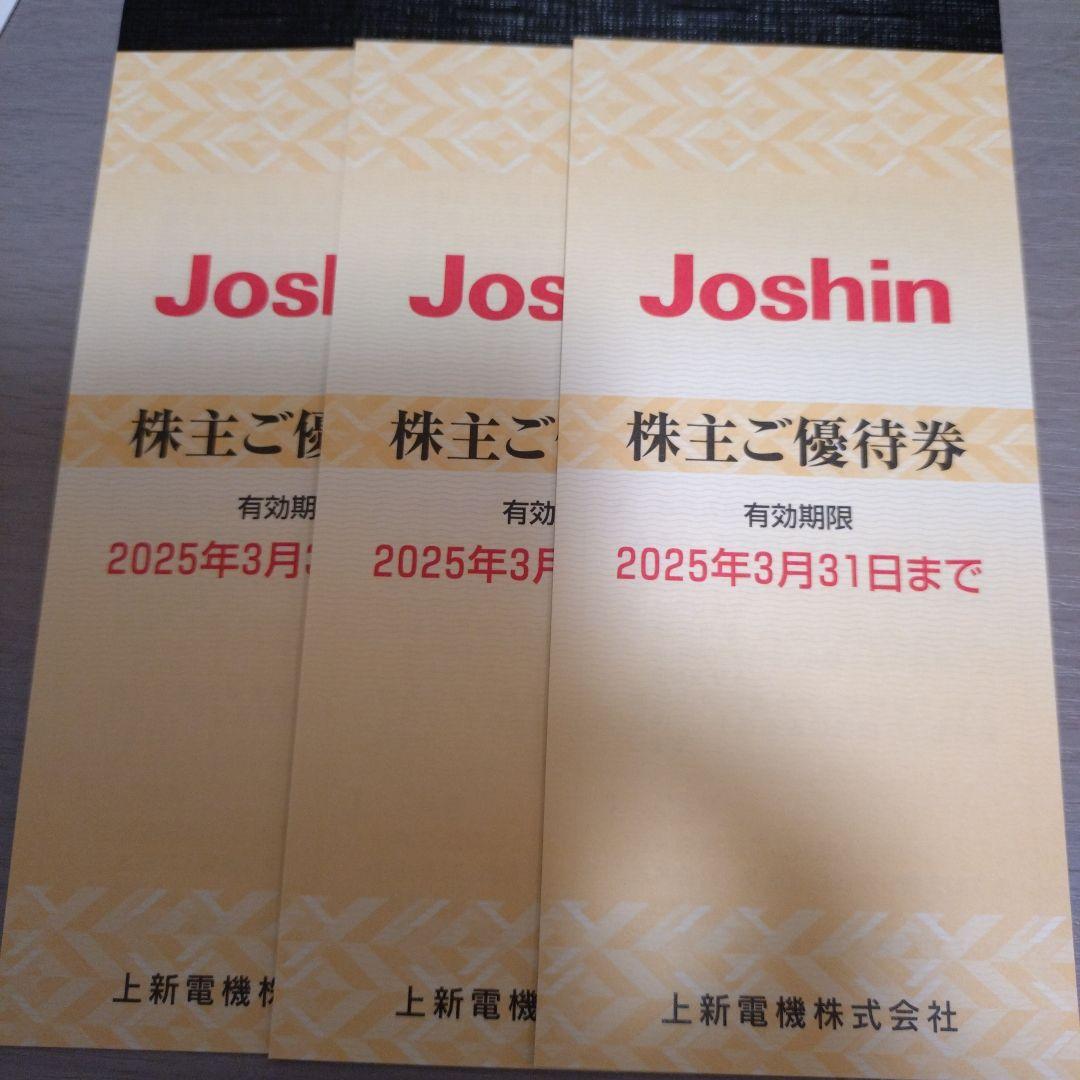 Josh
株主ご優
有効期
2025年3月3
上新電機株
Jos
株主ご
有効
2025年3月
上新電機
Joshin
株主ご優待券
有効期限
2025年3月31日まで
上新電機株式会社